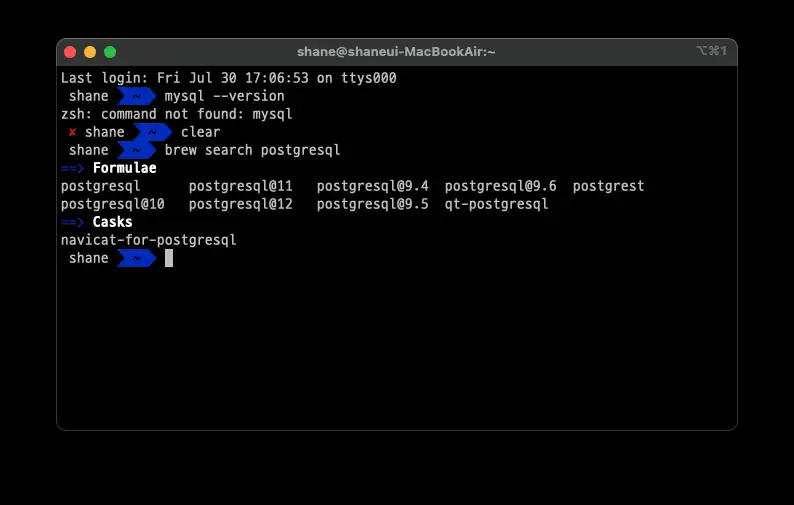 shane@shaneui-MacBookAir:~
⌥⌘1
Last login: Fri Jul 30 17:06:53 on ttys000
shane ~ mysql --version
zsh: command not found: mysql
✘ shane ~ clear
shane ~ brew search postgresql
==> Formulae
postgresql postgresql@11 postgresql@9.4 postgresql@9.6 postgrest
postgresql@10 postgresql@12 postgresql@9.5 qt-postgresql
==> Casks
navicat-for-postgresql
shane ~